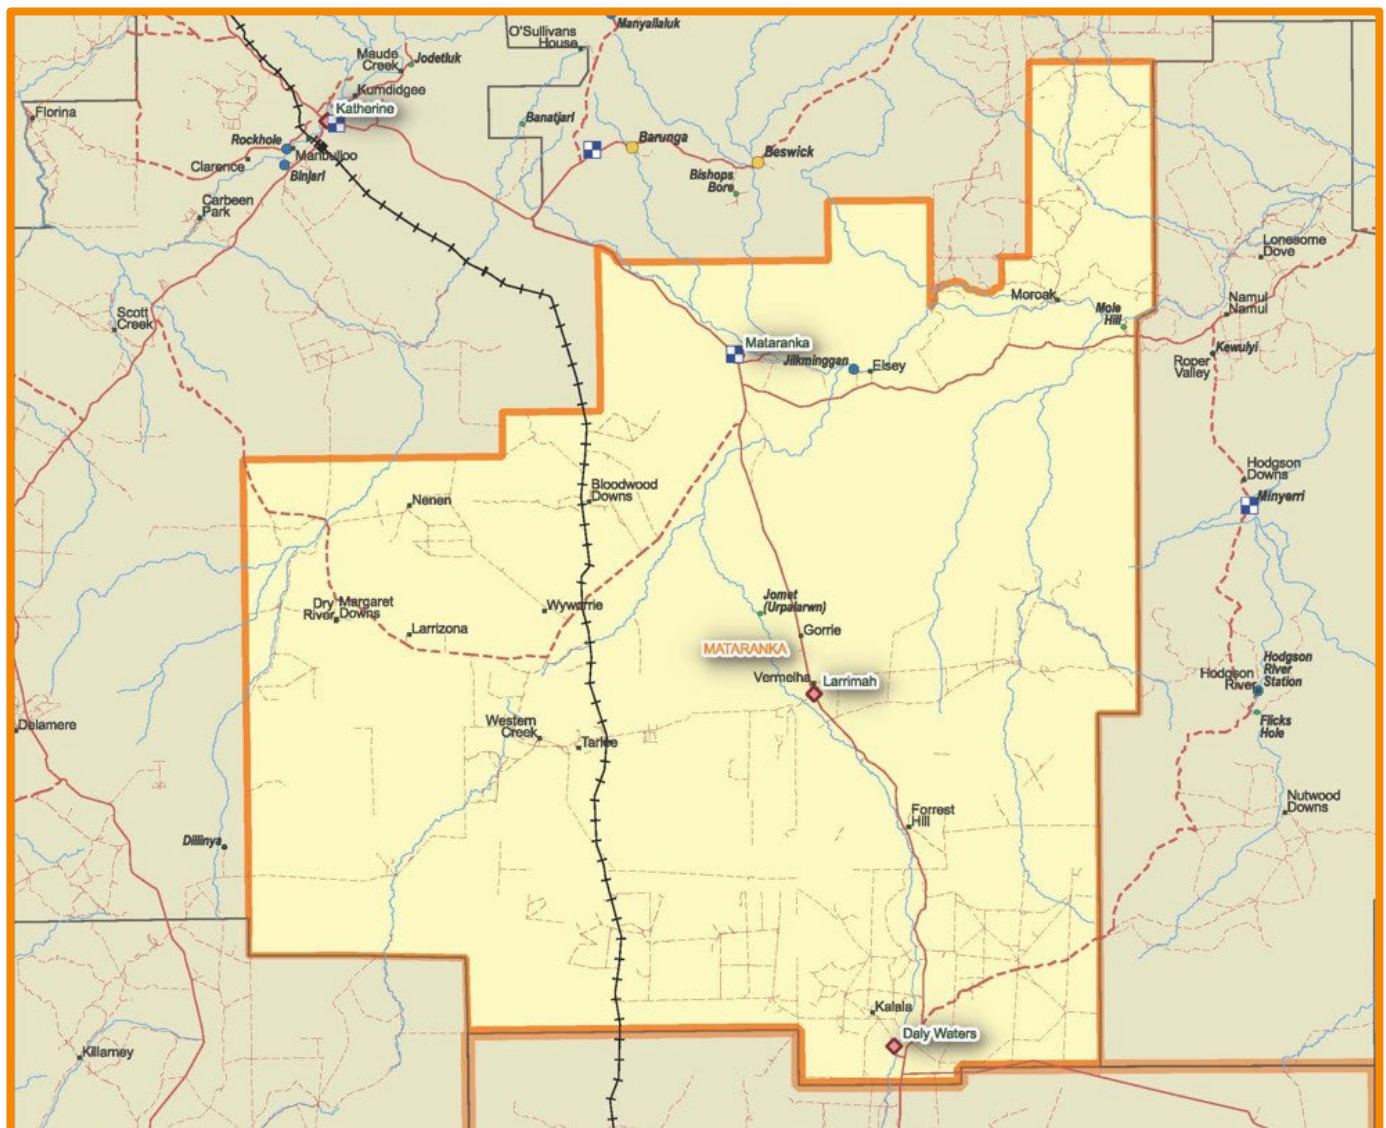 Manyallaluk
O'Sullivans
House
Maude
Creek
Jodetluk
Kumdidgee
Katherine
Florina
Banatjarl
Rockhole
Manbulloo
Barunga
Beswick
Clarence
Binjari
Bishops
Bore
Carbeen
Park
Lonesome
Dove
Moroak
Mole
Hill
Namul
Namul
Scott
Creek
Mataranka
Jilkminggan
Elsey
Kewulyi
Roper
Valley
Hodgson
Downs
Bloodwood
Downs
Nenen
Minyerri
Dry
River
Margaret
Downs
Wyworrie
Jomet
(Urpalarwn)
Larrizona
Gorrie
MATARANKA
Vermelha
Larrimah
Hodgson
River
Hodgson
River
Station
Flicks
Hole
Delamere
Western
Creek
Tarlee
Nutwood
Downs
Forrest
Hill
Dillinya
Kalala
Daly Waters
Killarney